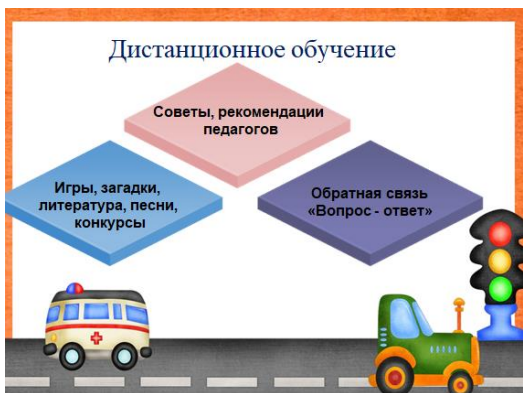 Дистанционное обучение
Советы, рекомендации
педагогов
Игры, загадки,
литература, песни,
конкурсы
Обратная связь
«Вопрос - ответ»